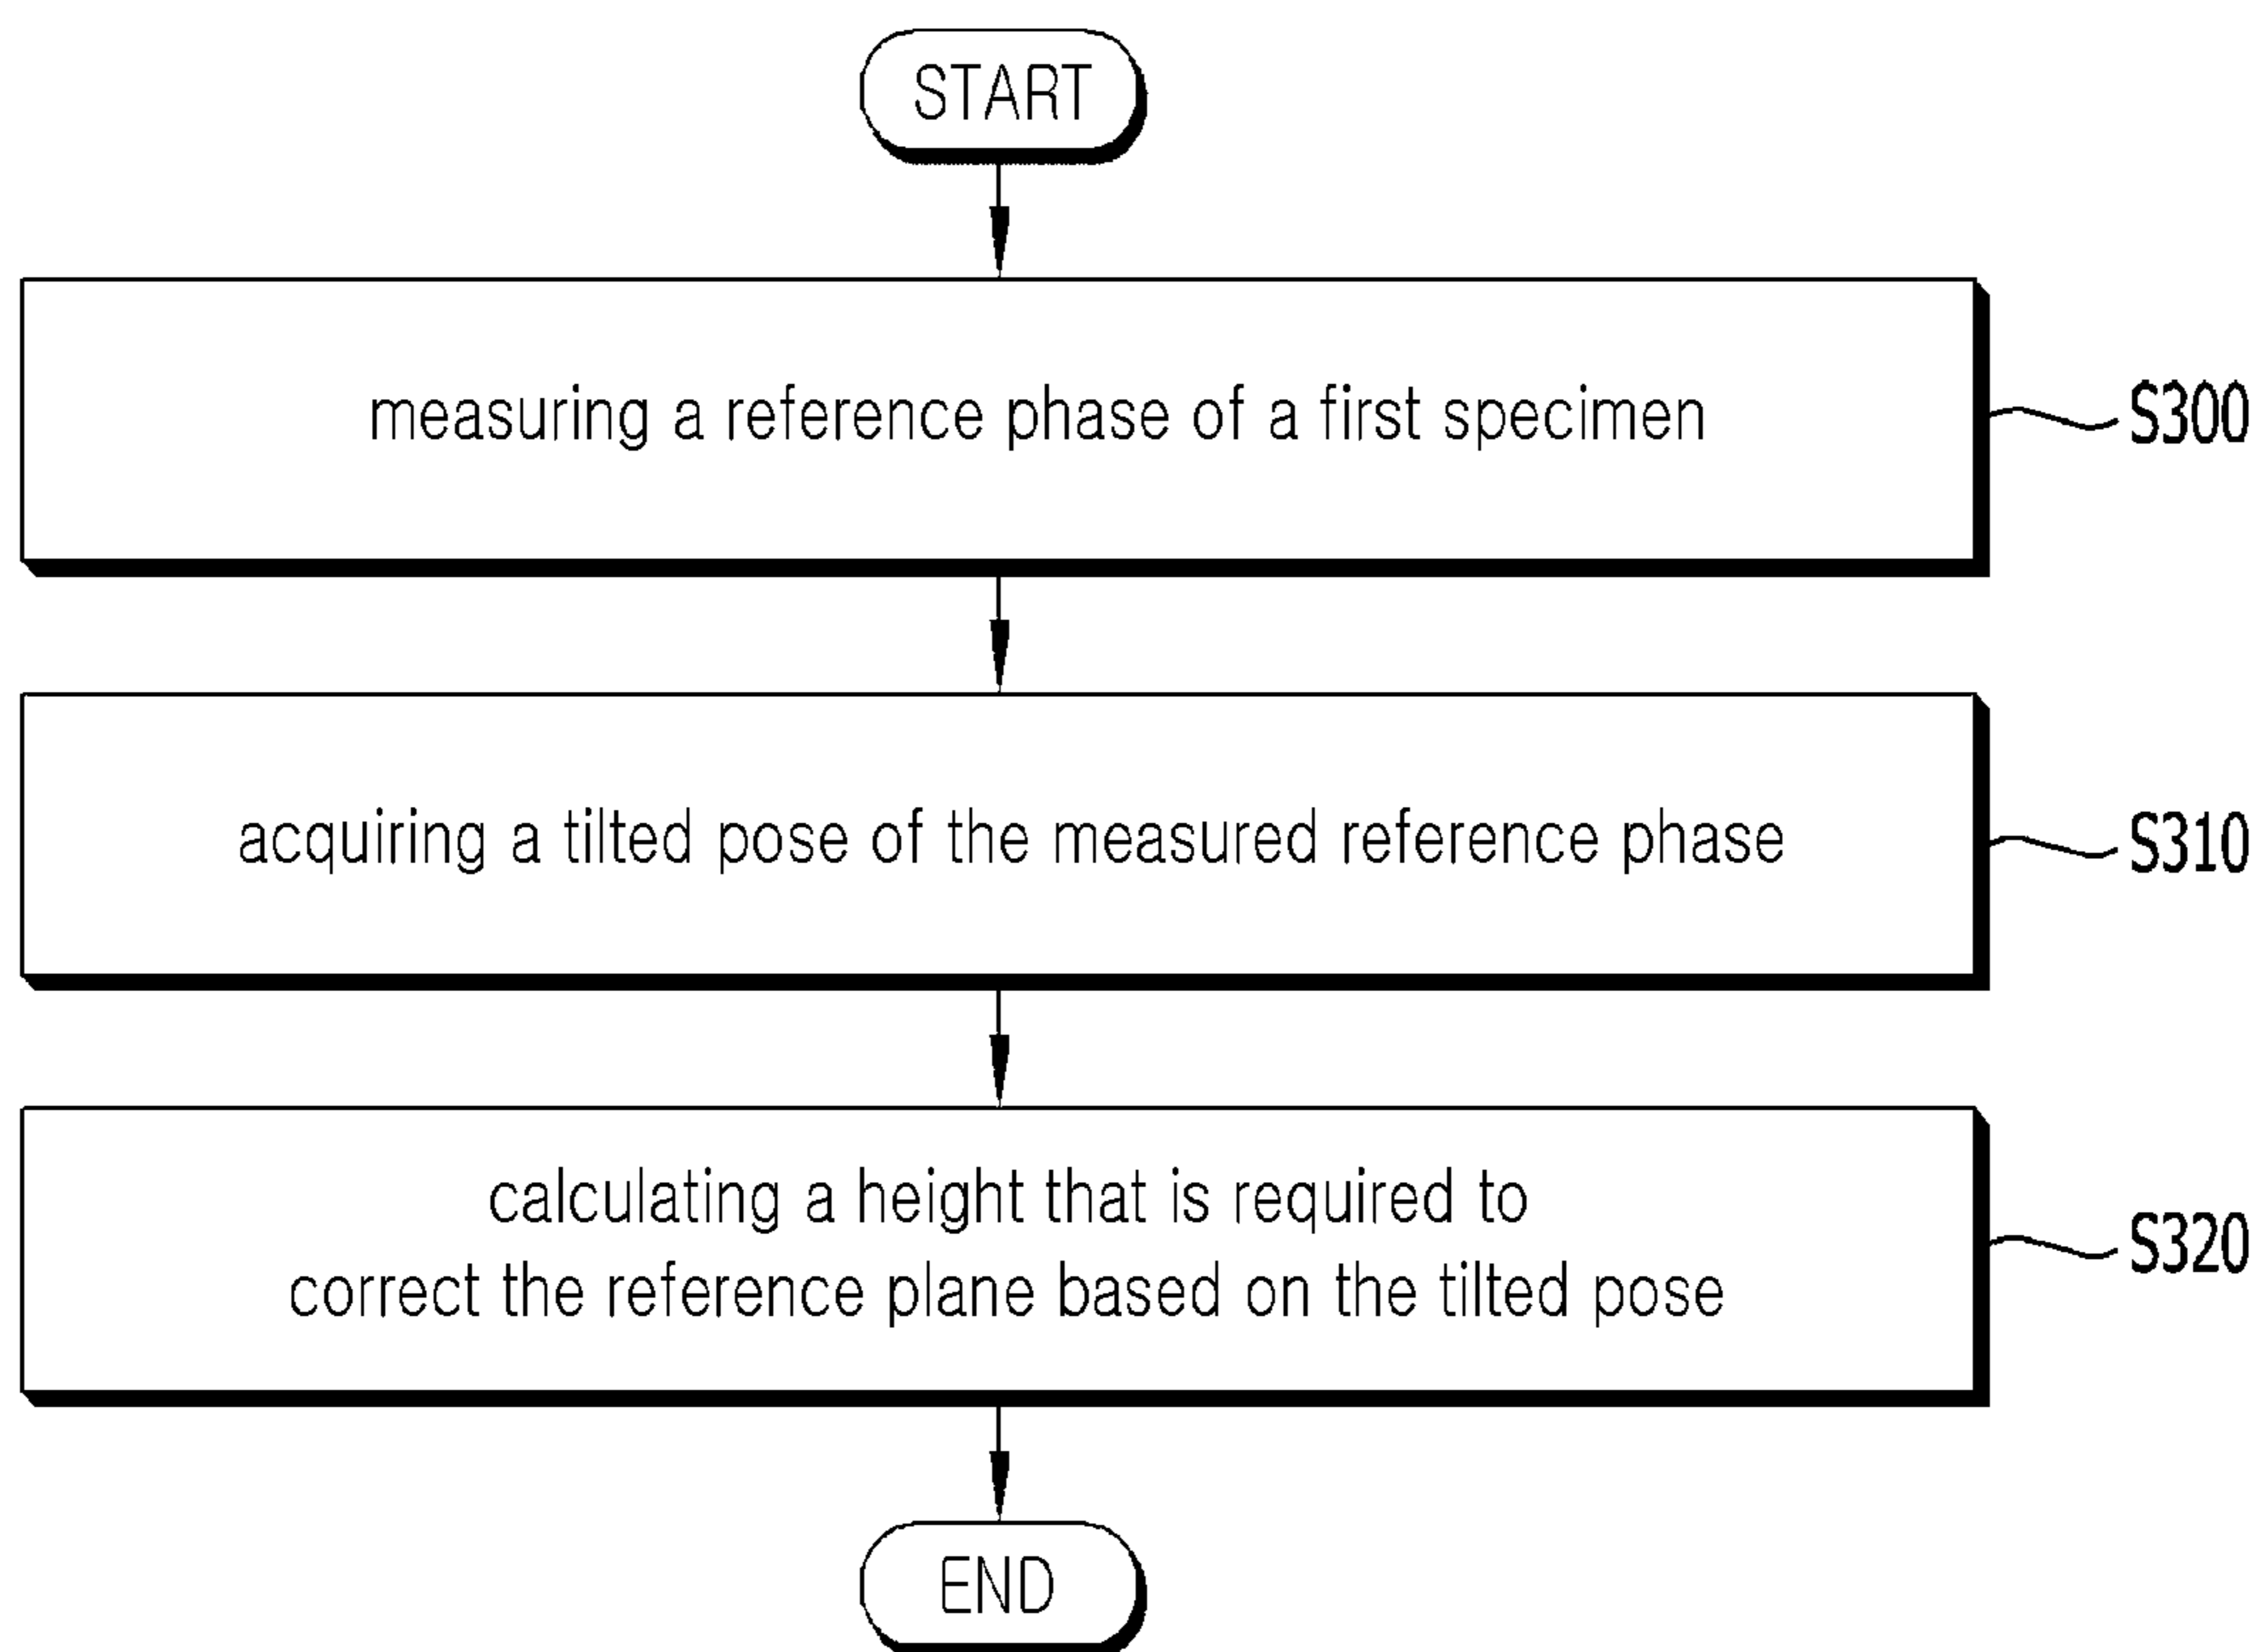 START
measuring a reference phase of a first specimen
S300
acquiring a tilted pose of the measured reference phase
S310
calculating a height that is required to
correct the reference plane based on the tilted pose
S320
END